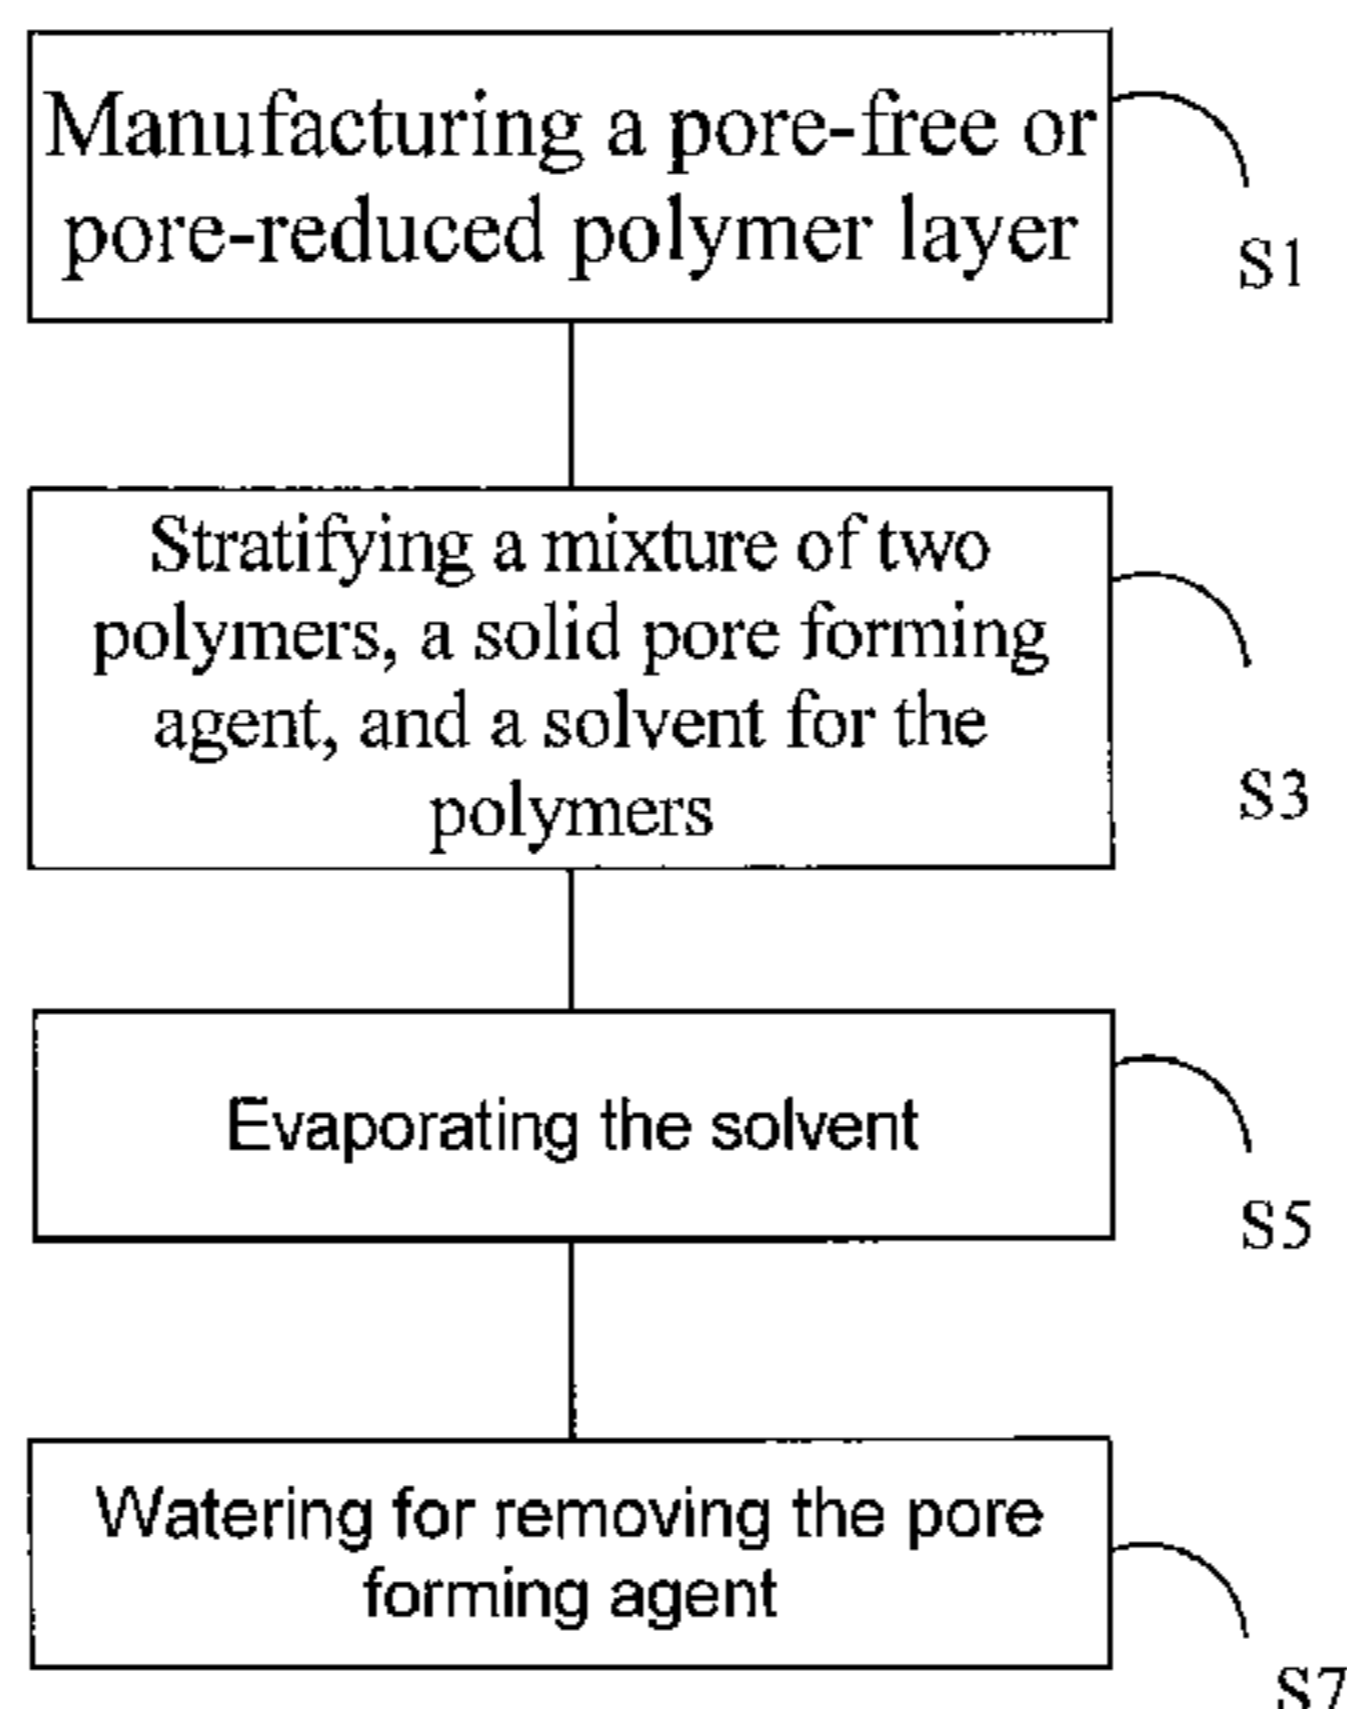 Manufacturing a pore-free or
pore-reduced polymer layer
S1
Stratifying a mixture of two
polymers, a solid pore forming
agent, and a solvent for the
polymers
S3
Evaporating the solvent
S5
Watering for removing the pore
forming agent
S7